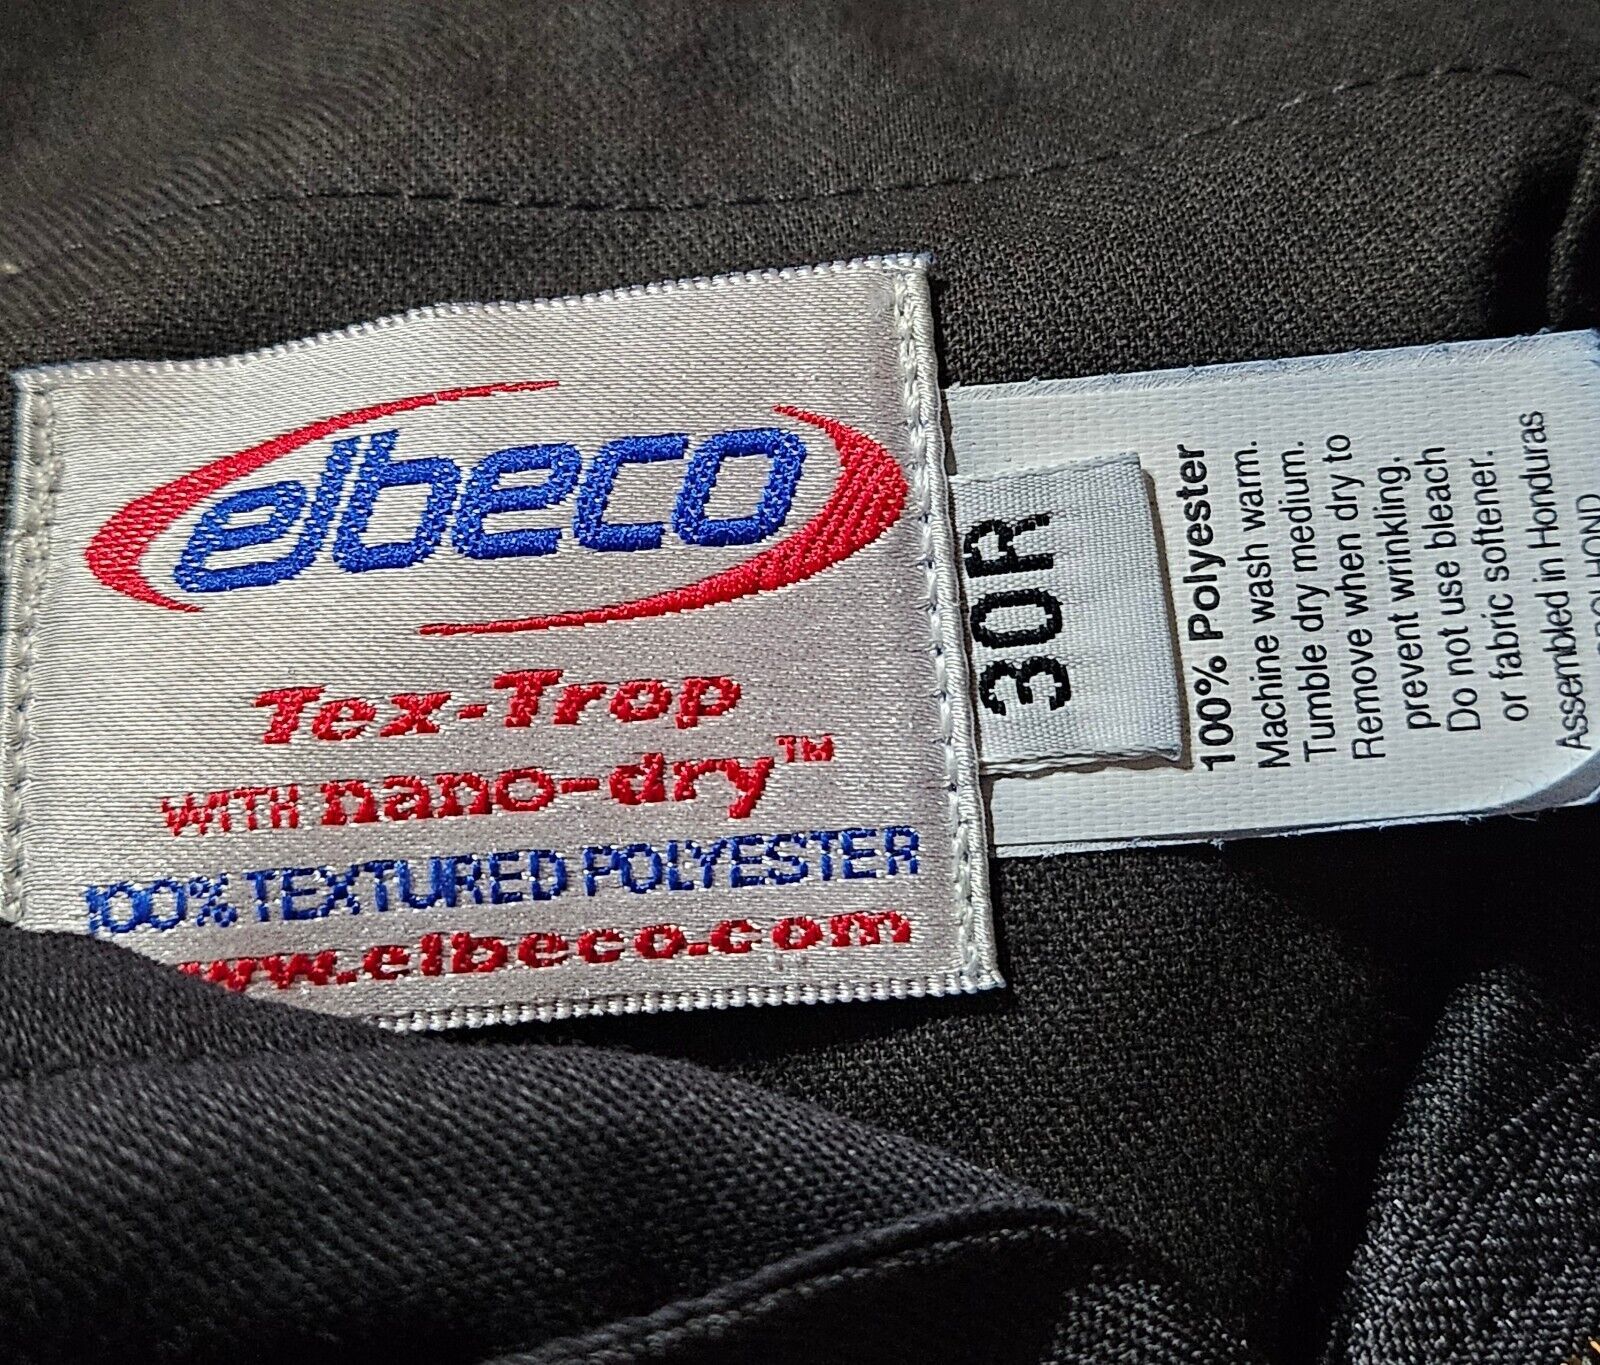 elbeco
Tex-Trop
WITH nano-dry™
100% TEXTURED POLYESTER
www.elbeco.com
30R
100% Polyester
Machine wash warm.
Tumble dry medium.
Remove when dry to
prevent wrinkling.
Do not use bleach
or fabric softener.
Assembled in Honduras
HOND